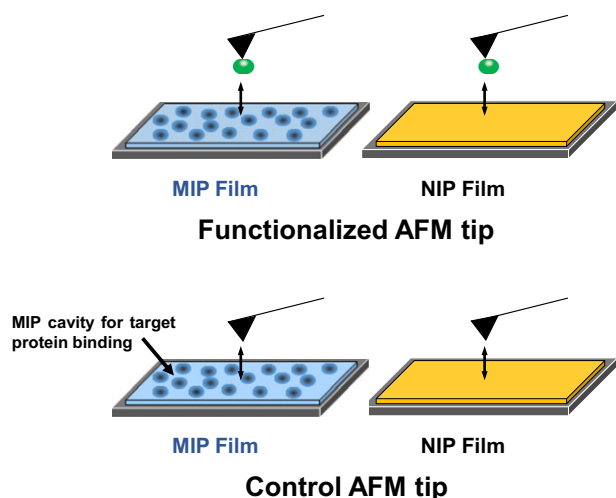 MIP Film
NIP Film
Functionalized AFM tip
MIP cavity for target
protein binding
MIP Film
NIP Film
Control AFM tip